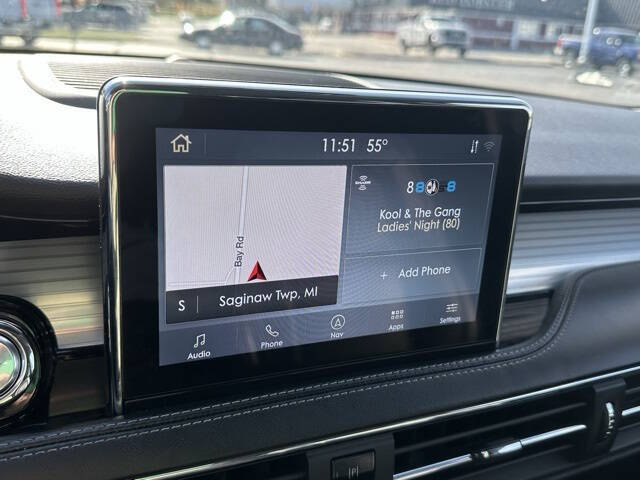 11:51 55°
Bay Rd
S Saginaw Twp, MI
Kool & The Gang
Ladies' Night (80)
+ Add Phone
Audio
Phone
Nav
Apps
Settings
P